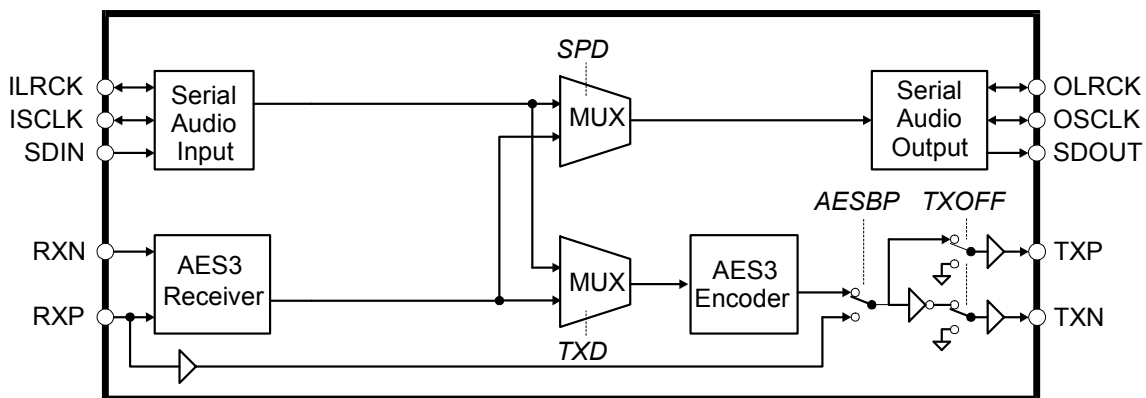 SPD
ILRCK
ISCLK
SDIN
Serial
Audio
Input
MUX
Serial
Audio
Output
OLRCK
OSCLK
SDOUT
AESBP
TXOFF
RXN
RXP
AES3
Receiver
MUX
TXD
AES3
Encoder
TXP
TXN